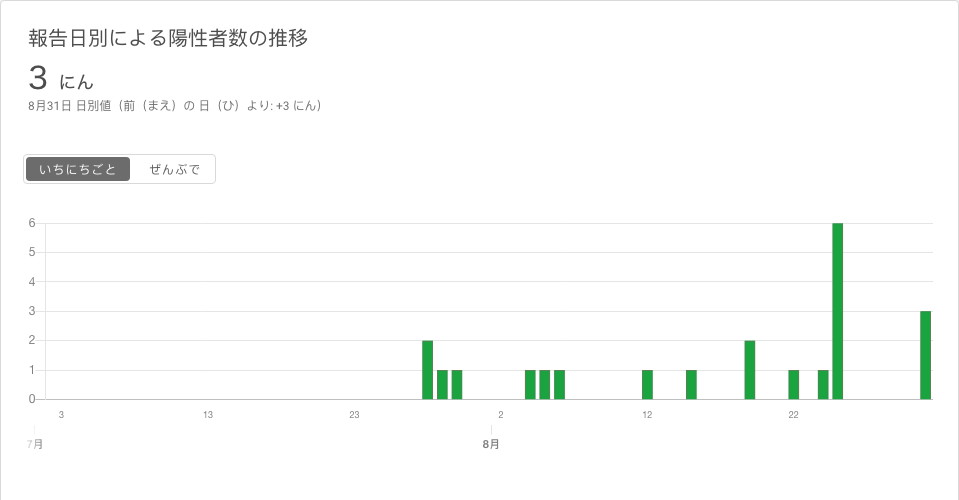 報告日別による陽性者数の推移
3 にん
8月31日 日別値（前（まえ）の 日（ひ）より: +3 にん）
いちにちごと ぜんぶで
6
5
4
3
2
1
0
3 13 23 2 12 22
7月 8月